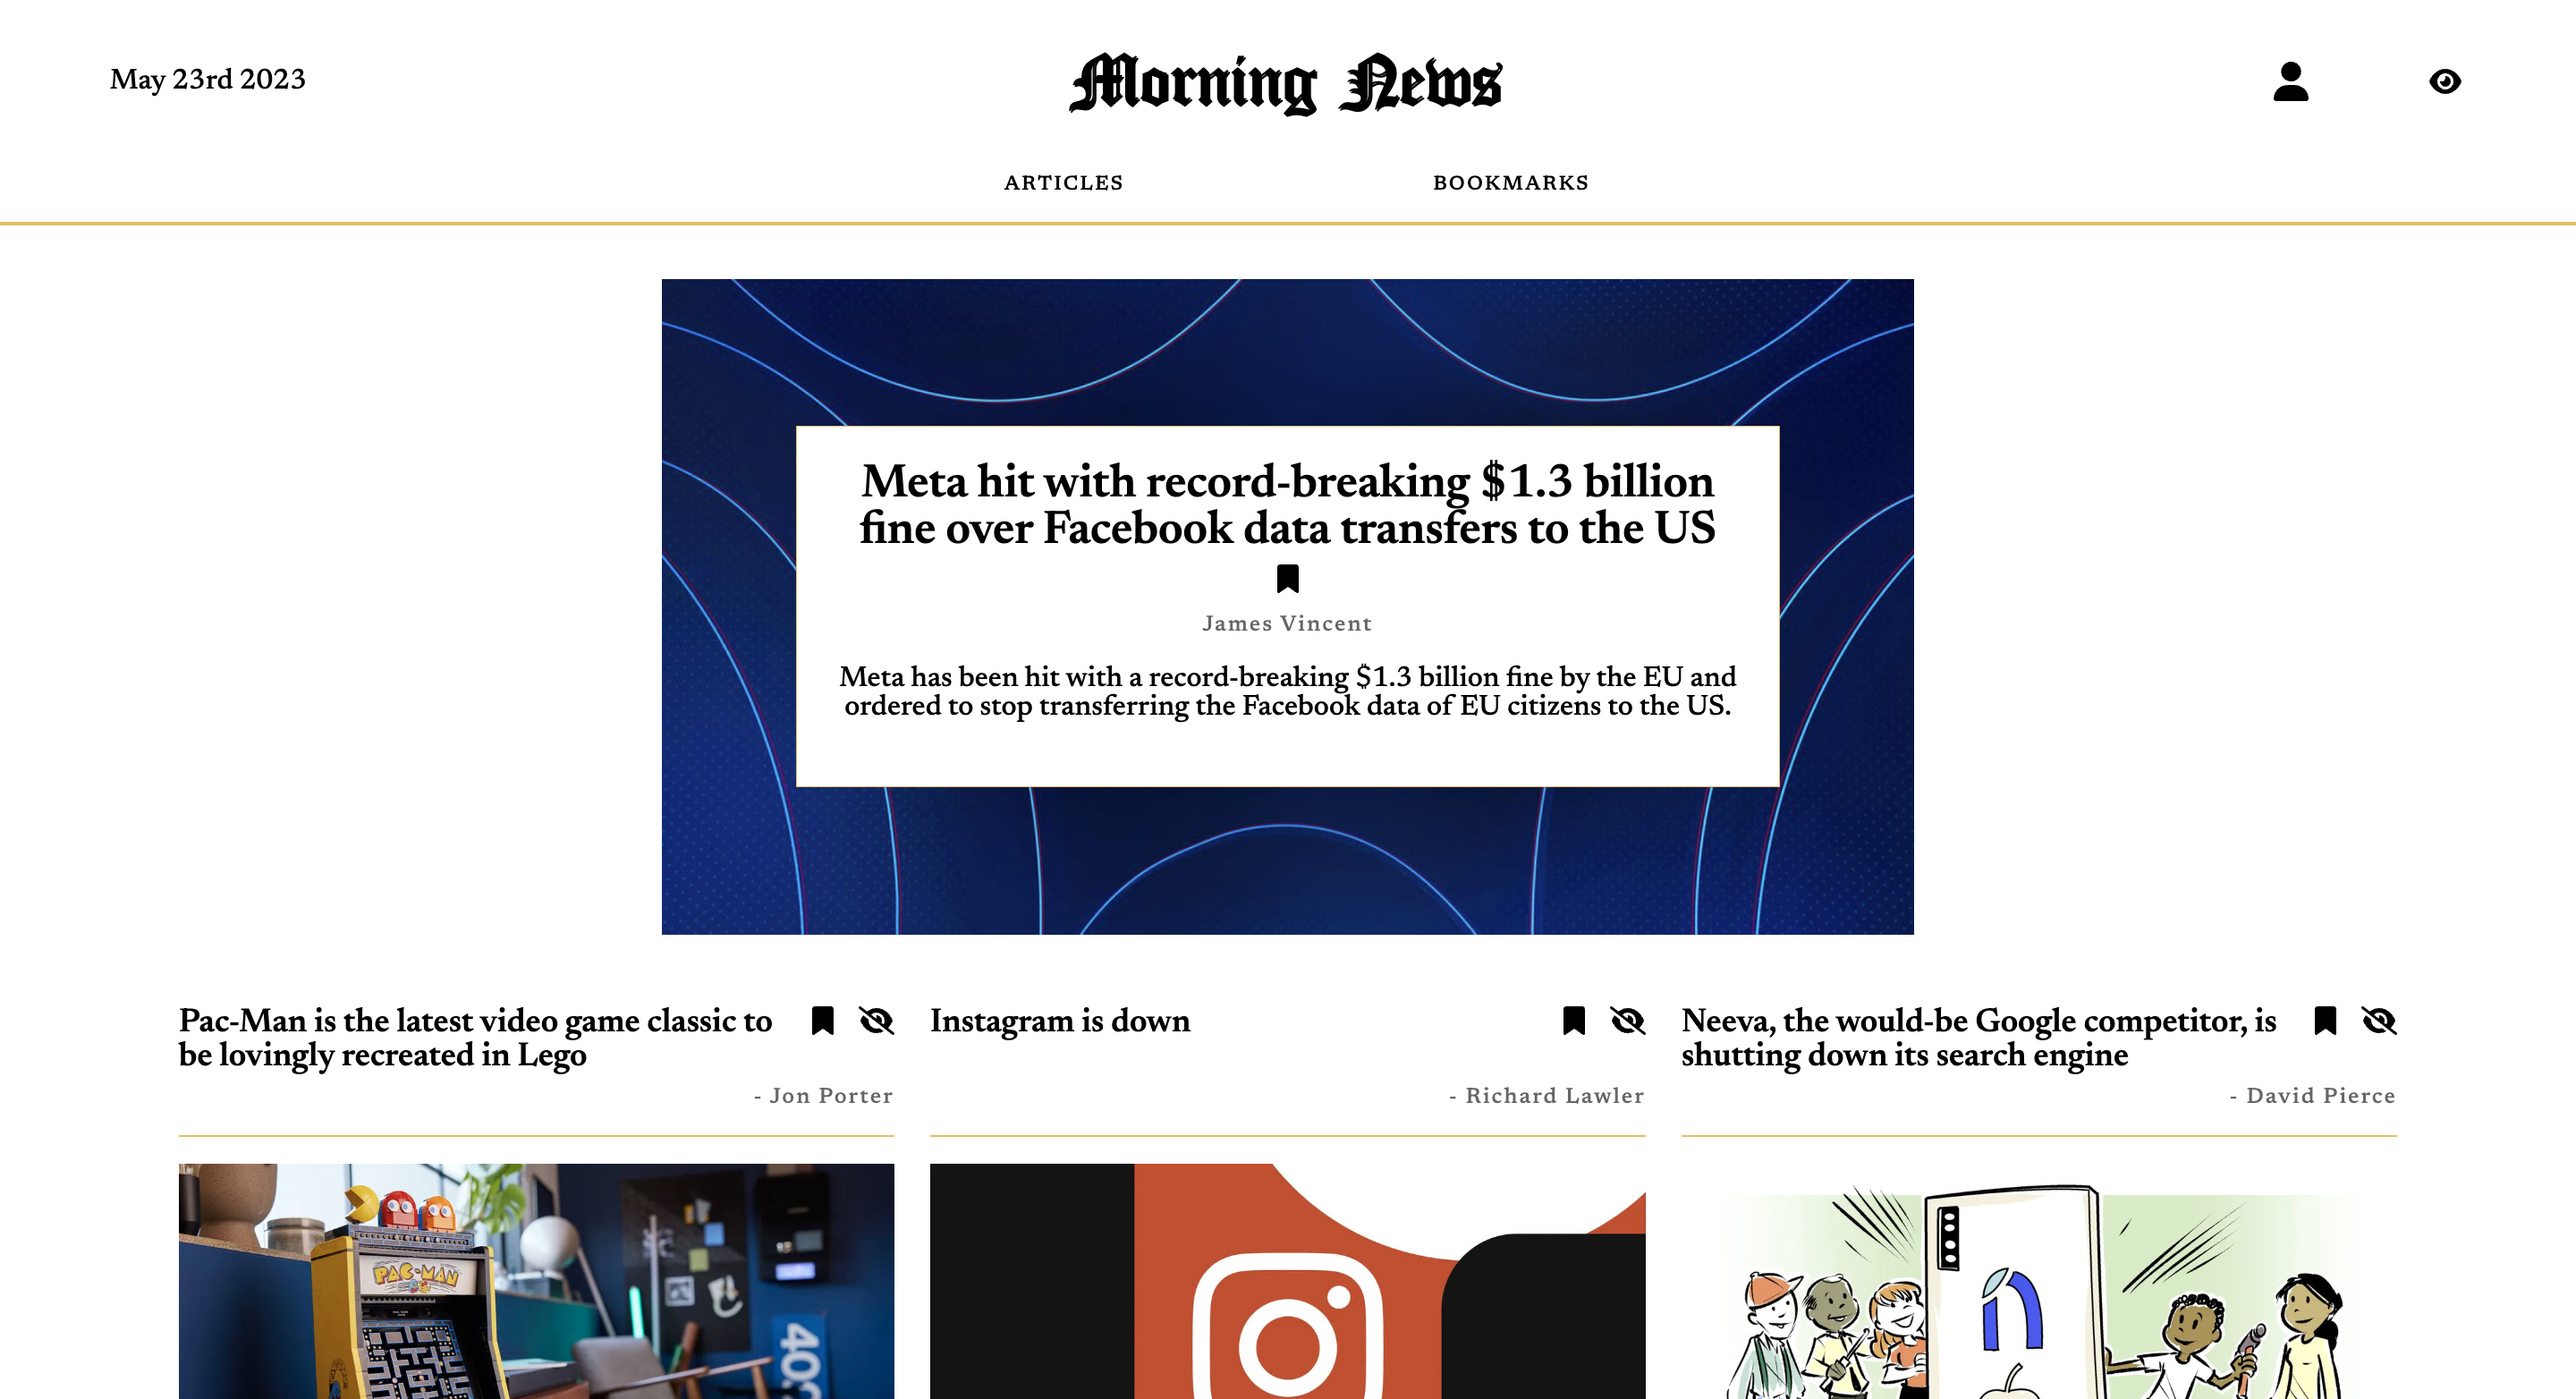 May 23rd 2023
Morning News
ARTICLES
BOOKMARKS
Meta hit with record-breaking $1.3 billion
fine over Facebook data transfers to the US
James Vincent
Meta has been hit with a record-breaking $1.3 billion fine by the EU and
ordered to stop transferring the Facebook data of EU citizens to the US.
Pac-Man is the latest video game classic to
be lovingly recreated in Lego
- Jon Porter
Instagram is down
- Richard Lawler
Neeva, the would-be Google competitor, is
shutting down its search engine
- David Pierce
PAC-MAN